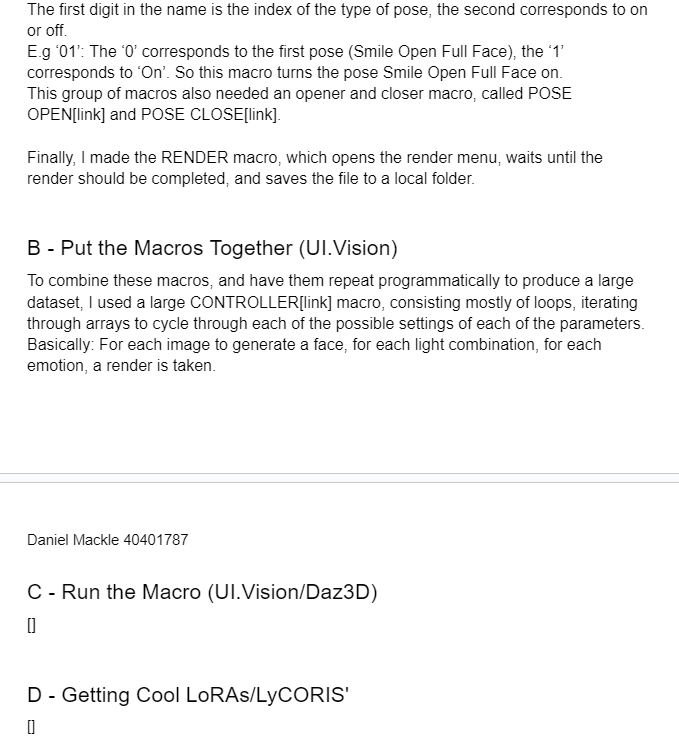 The first digit in the name is the index of the type of pose, the second corresponds to on
or off.
E.g ‘01’: The ‘0’ corresponds to the first pose (Smile Open Full Face), the ‘1’
corresponds to ‘On’. So this macro turns the pose Smile Open Full Face on.
This group of macros also needed an opener and closer macro, called POSE
OPEN[link] and POSE CLOSE[link].
Finally, I made the RENDER macro, which opens the render menu, waits until the
render should be completed, and saves the file to a local folder.
B - Put the Macros Together (UI.Vision)
To combine these macros, and have them repeat programmatically to produce a large
dataset, I used a large CONTROLLER[link] macro, consisting mostly of loops, iterating
through arrays to cycle through each of the possible settings of each of the parameters.
Basically: For each image to generate a face, for each light combination, for each
emotion, a render is taken.
Daniel Mackle 40401787
C - Run the Macro (UI.Vision/Daz3D)
[]
D - Getting Cool LoRAs/LyCORIS'
[]